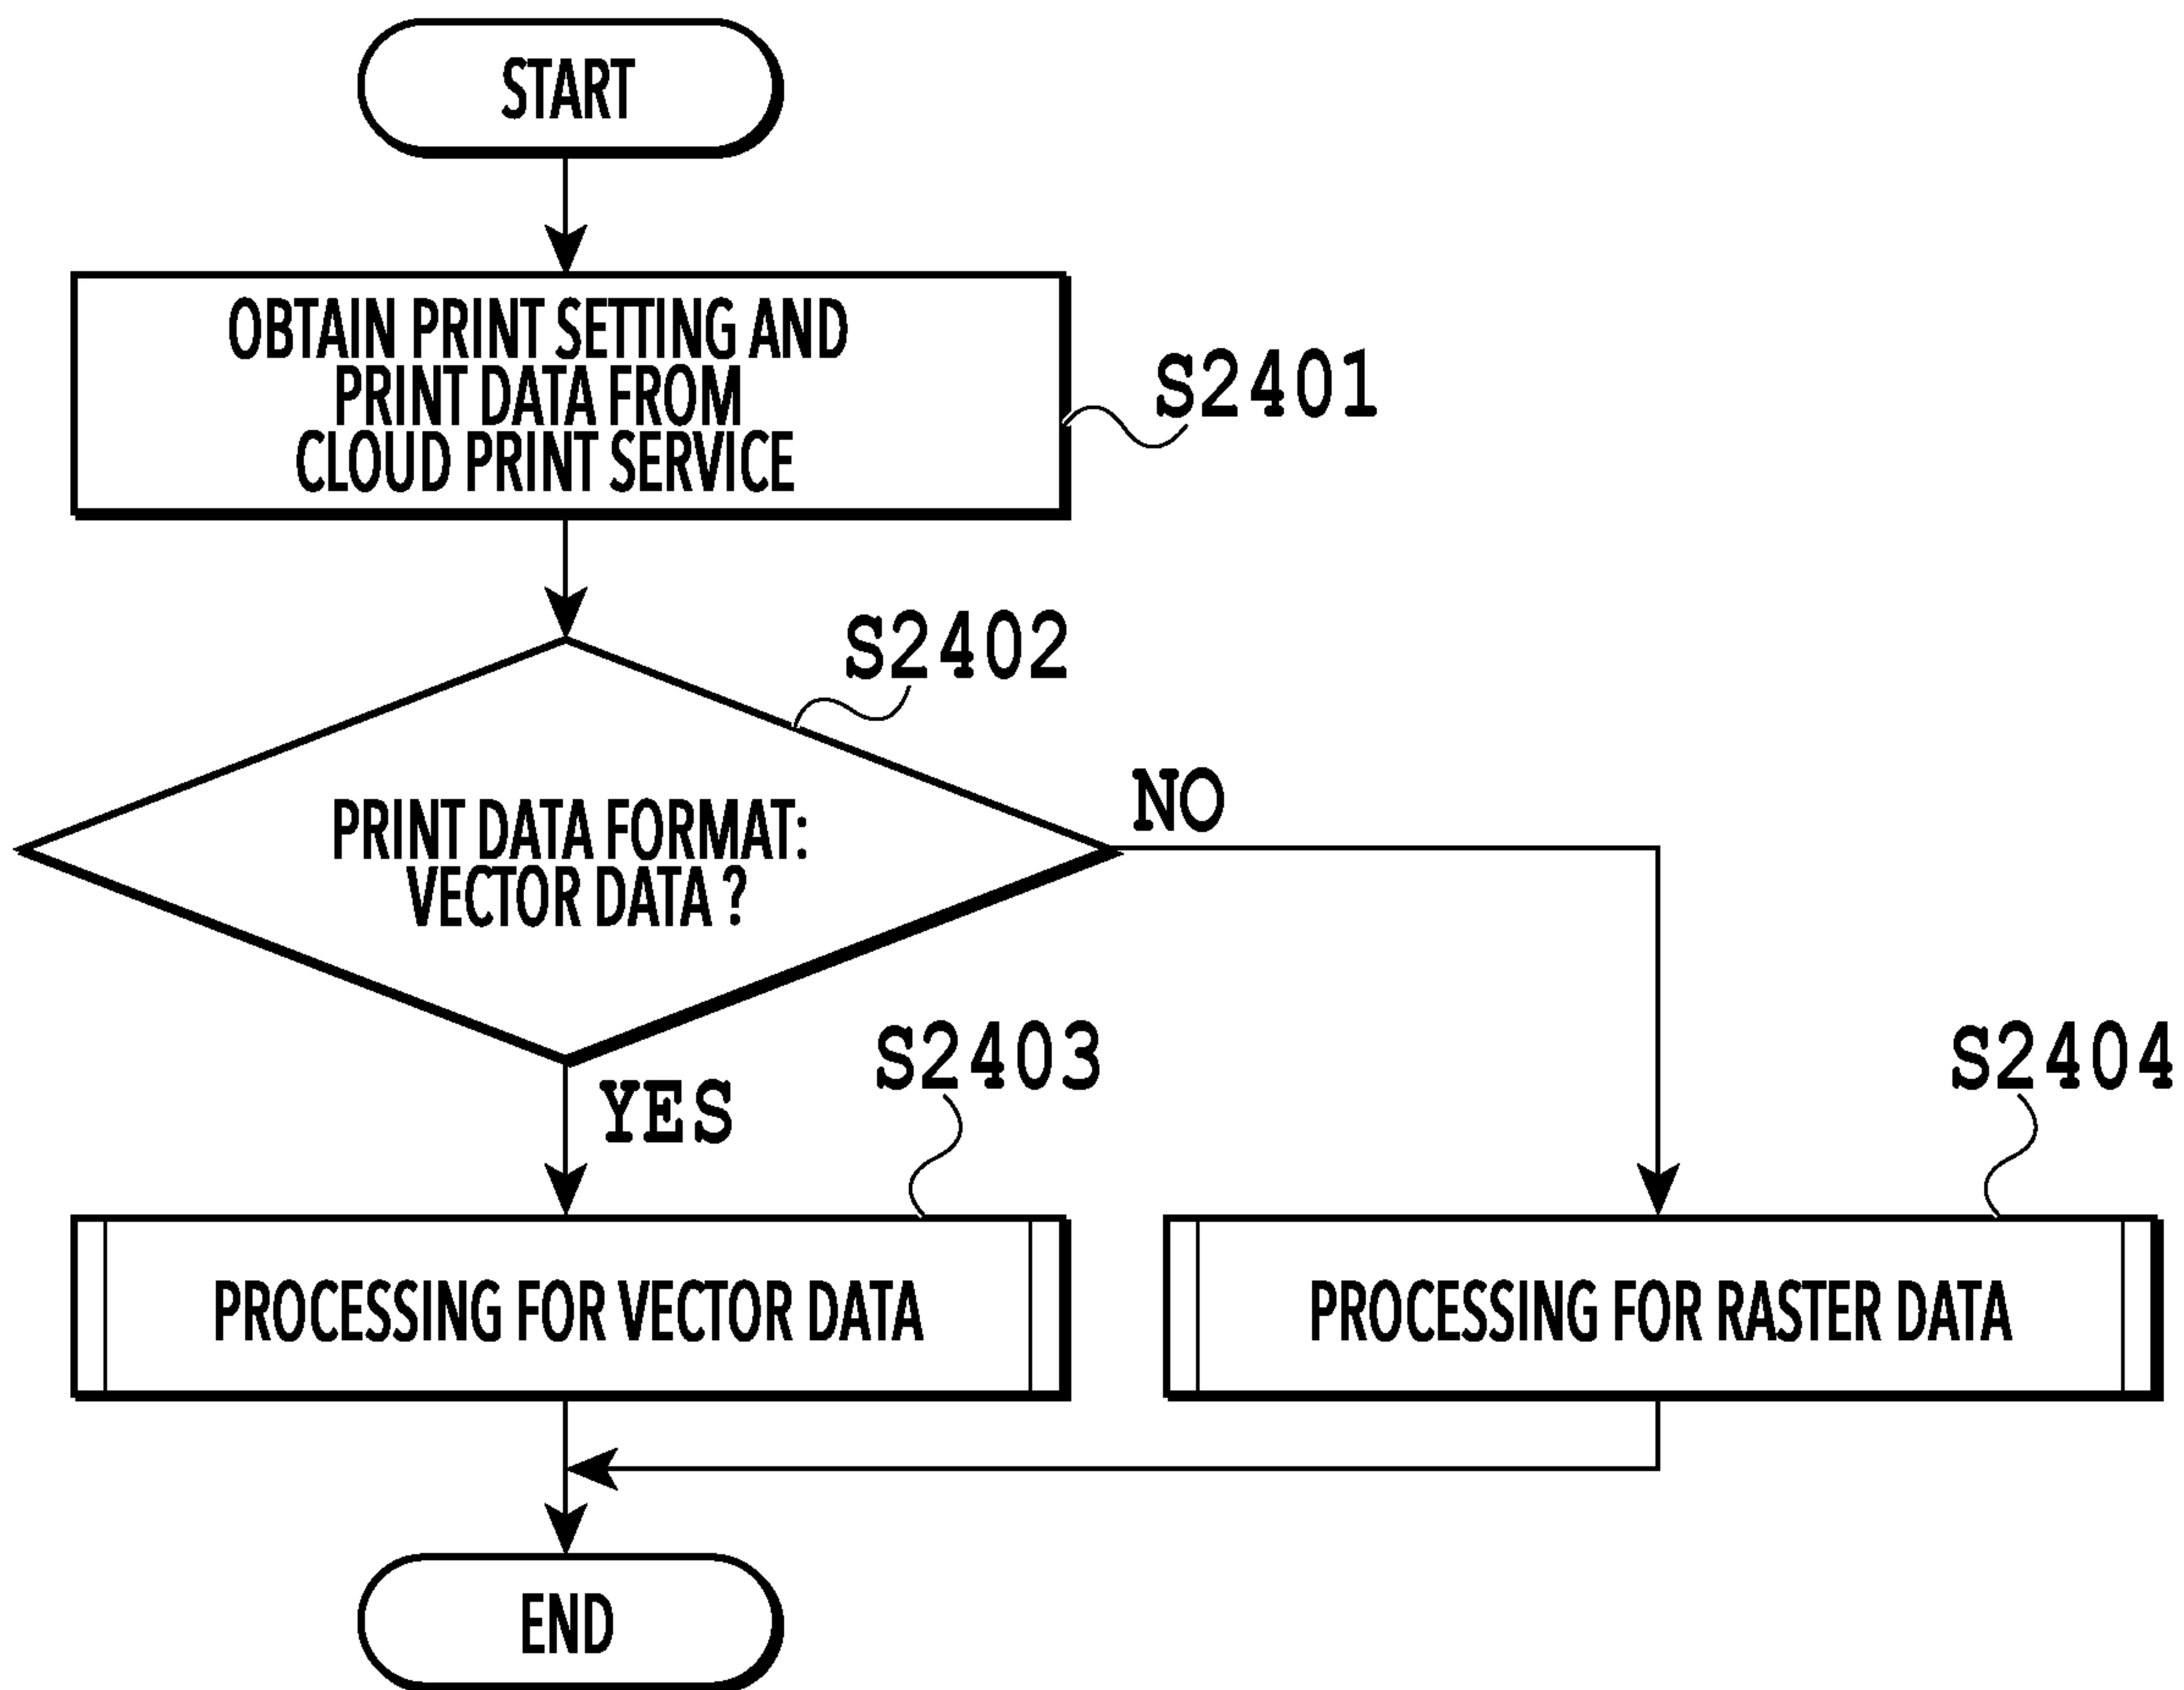 START
OBTAIN PRINT SETTING AND
PRINT DATA FROM
CLOUD PRINT SERVICE
S2401
S2402
PRINT DATA FORMAT:
VECTOR DATA ?
NO
YES
S2403
S2404
PROCESSING FOR VECTOR DATA
PROCESSING FOR RASTER DATA
END